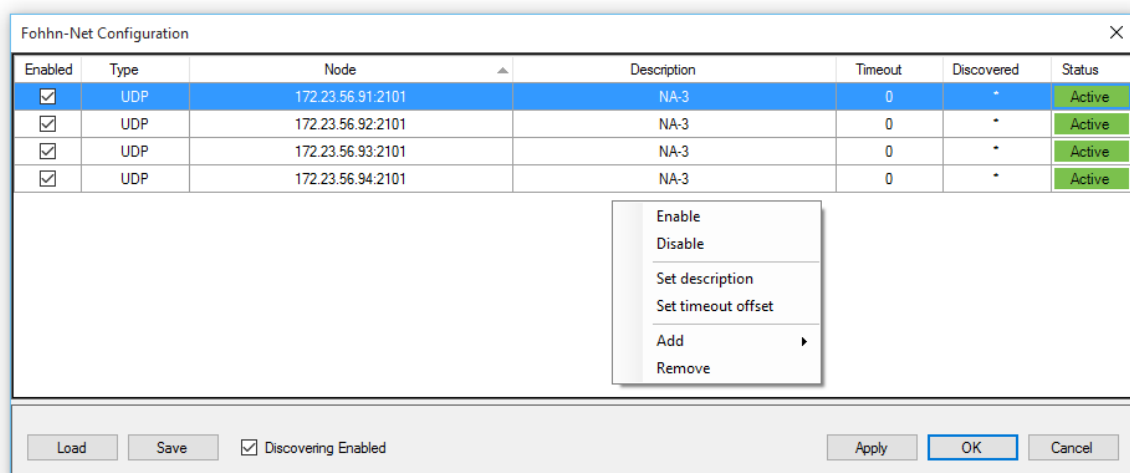 Fohhn-Net Configuration
Enabled Type Node Description Timeout Discovered Status
UDP 172.23.56.91:2101 NA-3 0 * Active
UDP 172.23.56.92:2101 NA-3 0 * Active
UDP 172.23.56.93:2101 NA-3 0 * Active
UDP 172.23.56.94:2101 NA-3 0 * Active
Enable
Disable
Set description
Set timeout offset
Add
Remove
Load Save Discovering Enabled Apply OK Cancel